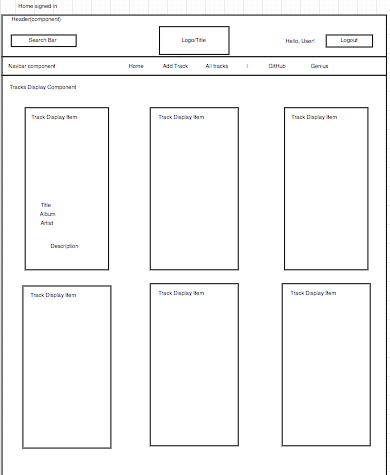 Home signed in
Header(component)
Search Bar
Logo/Title
Hello, User!
Logout
Navbar component
Home
Add Track
All tracks
|
GitHub
Genius
Tracks Display Component
Track Display Item
Track Display Item
Track Display Item
Title
Album
Artist
Description
Track Display Item
Track Display Item
Track Display Item